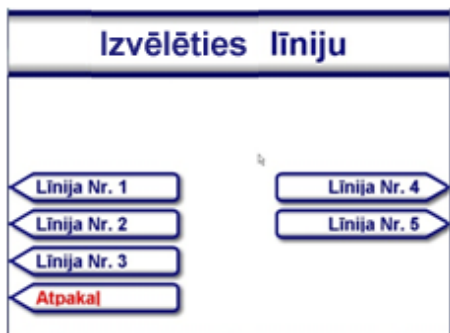 Izvēlēties līniju
Līnija Nr. 1
Līnija Nr. 2
Līnija Nr. 3
Atpakaļ
Līnija Nr. 4
Līnija Nr. 5